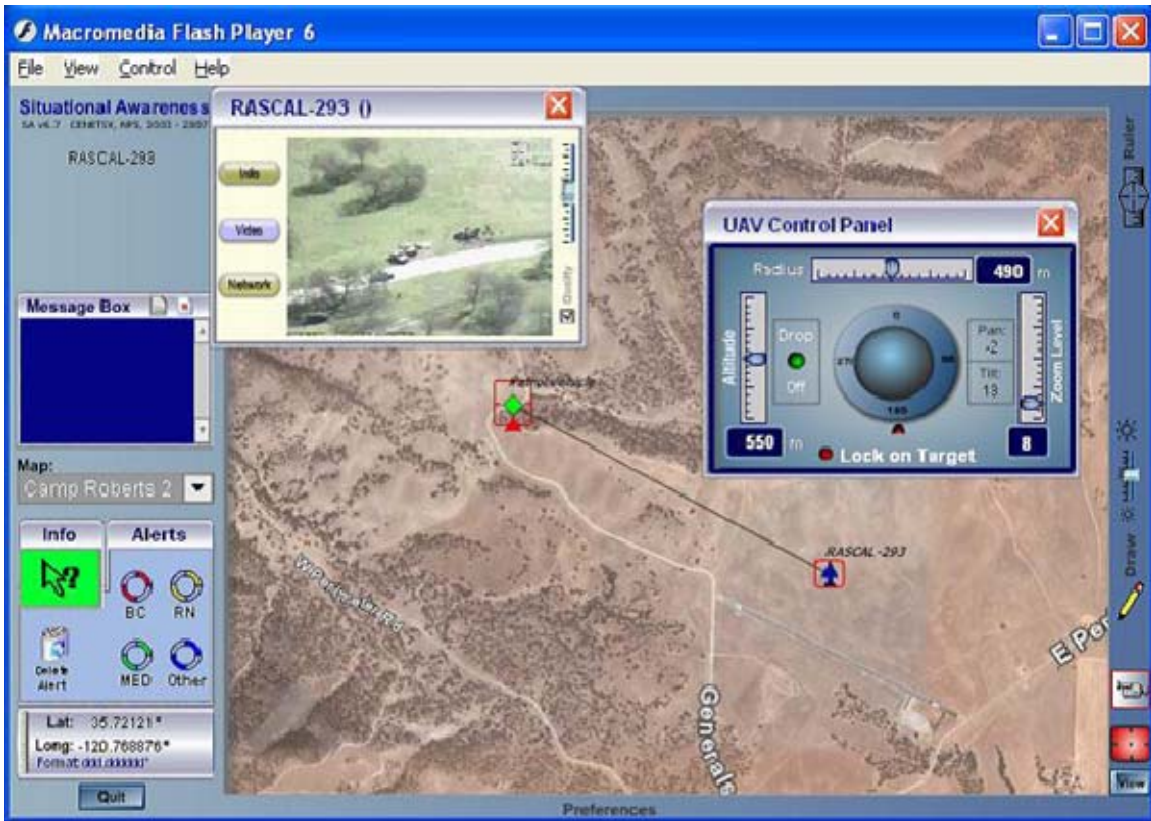 Macromedia Flash Player 6
File View Control Help
Situational Awareness
RASCAL-293
RASCAL-293 ()
Info
Video
Network
Quality
Message Box
Map:
Camp Roberts 2
Info
Alerts
BC
RN
Delete
Alert
MED
Other
Lat: 35.72121°
Long: -120.768876°
Format: ddd.dddddd°
Quit
UAV Control Panel
Radius
490 m
Altitude
Drop
Off
0
90
180
270
Pan:
-2
Tilt:
13
Zoom Level
550 m
Lock on Target
8
RASCAL-293
W Perimeter Rd
Generals
E Per
Ruler
Draw
View
Preferences